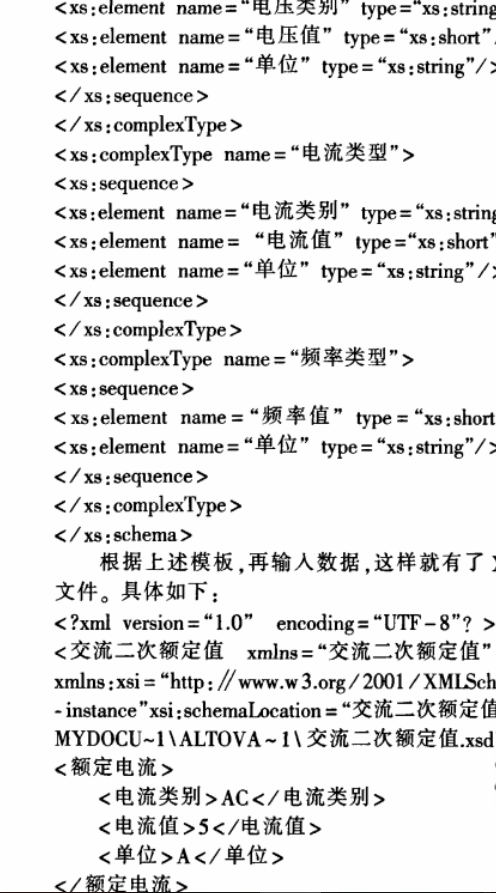 <xs:element name="电压类别" type="xs:string
<xs:element name="电压值" type="xs:short"
<xs:element name="单位" type="xs:string"/>
</xs:sequence>
</xs:complexType>
<xs:complexType name="电流类型">
<xs:sequence>
<xs:element name="电流类别" type="xs:string
<xs:element name= "电流值" type="xs:short"
<xs:element name="单位" type="xs:string"/>
</xs:sequence>
</xs:complexType>
<xs:complexType name="频率类型">
<xs:sequence>
<xs:element name="频率值" type="xs:short
<xs:element name="单位" type="xs:string"/>
</xs:sequence>
</xs:complexType>
</xs:schema>
根据上述模板,再输入数据,这样就有了
文件。具体如下:
<?xml version="1.0" encoding="UTF-8"? >
<交流二次额定值 xmlns="交流二次额定值"
xmlns:xsi="http://www.w3.org/2001/XMLSch
-instance"xsi:schemaLocation="交流二次额定值
MYDOCU~1\ALTOVA~1\交流二次额定值.xsd
<额定电流>
<电流类别>AC</电流类别>
<电流值>5</电流值>
<单位>A</单位>
</额定电流>